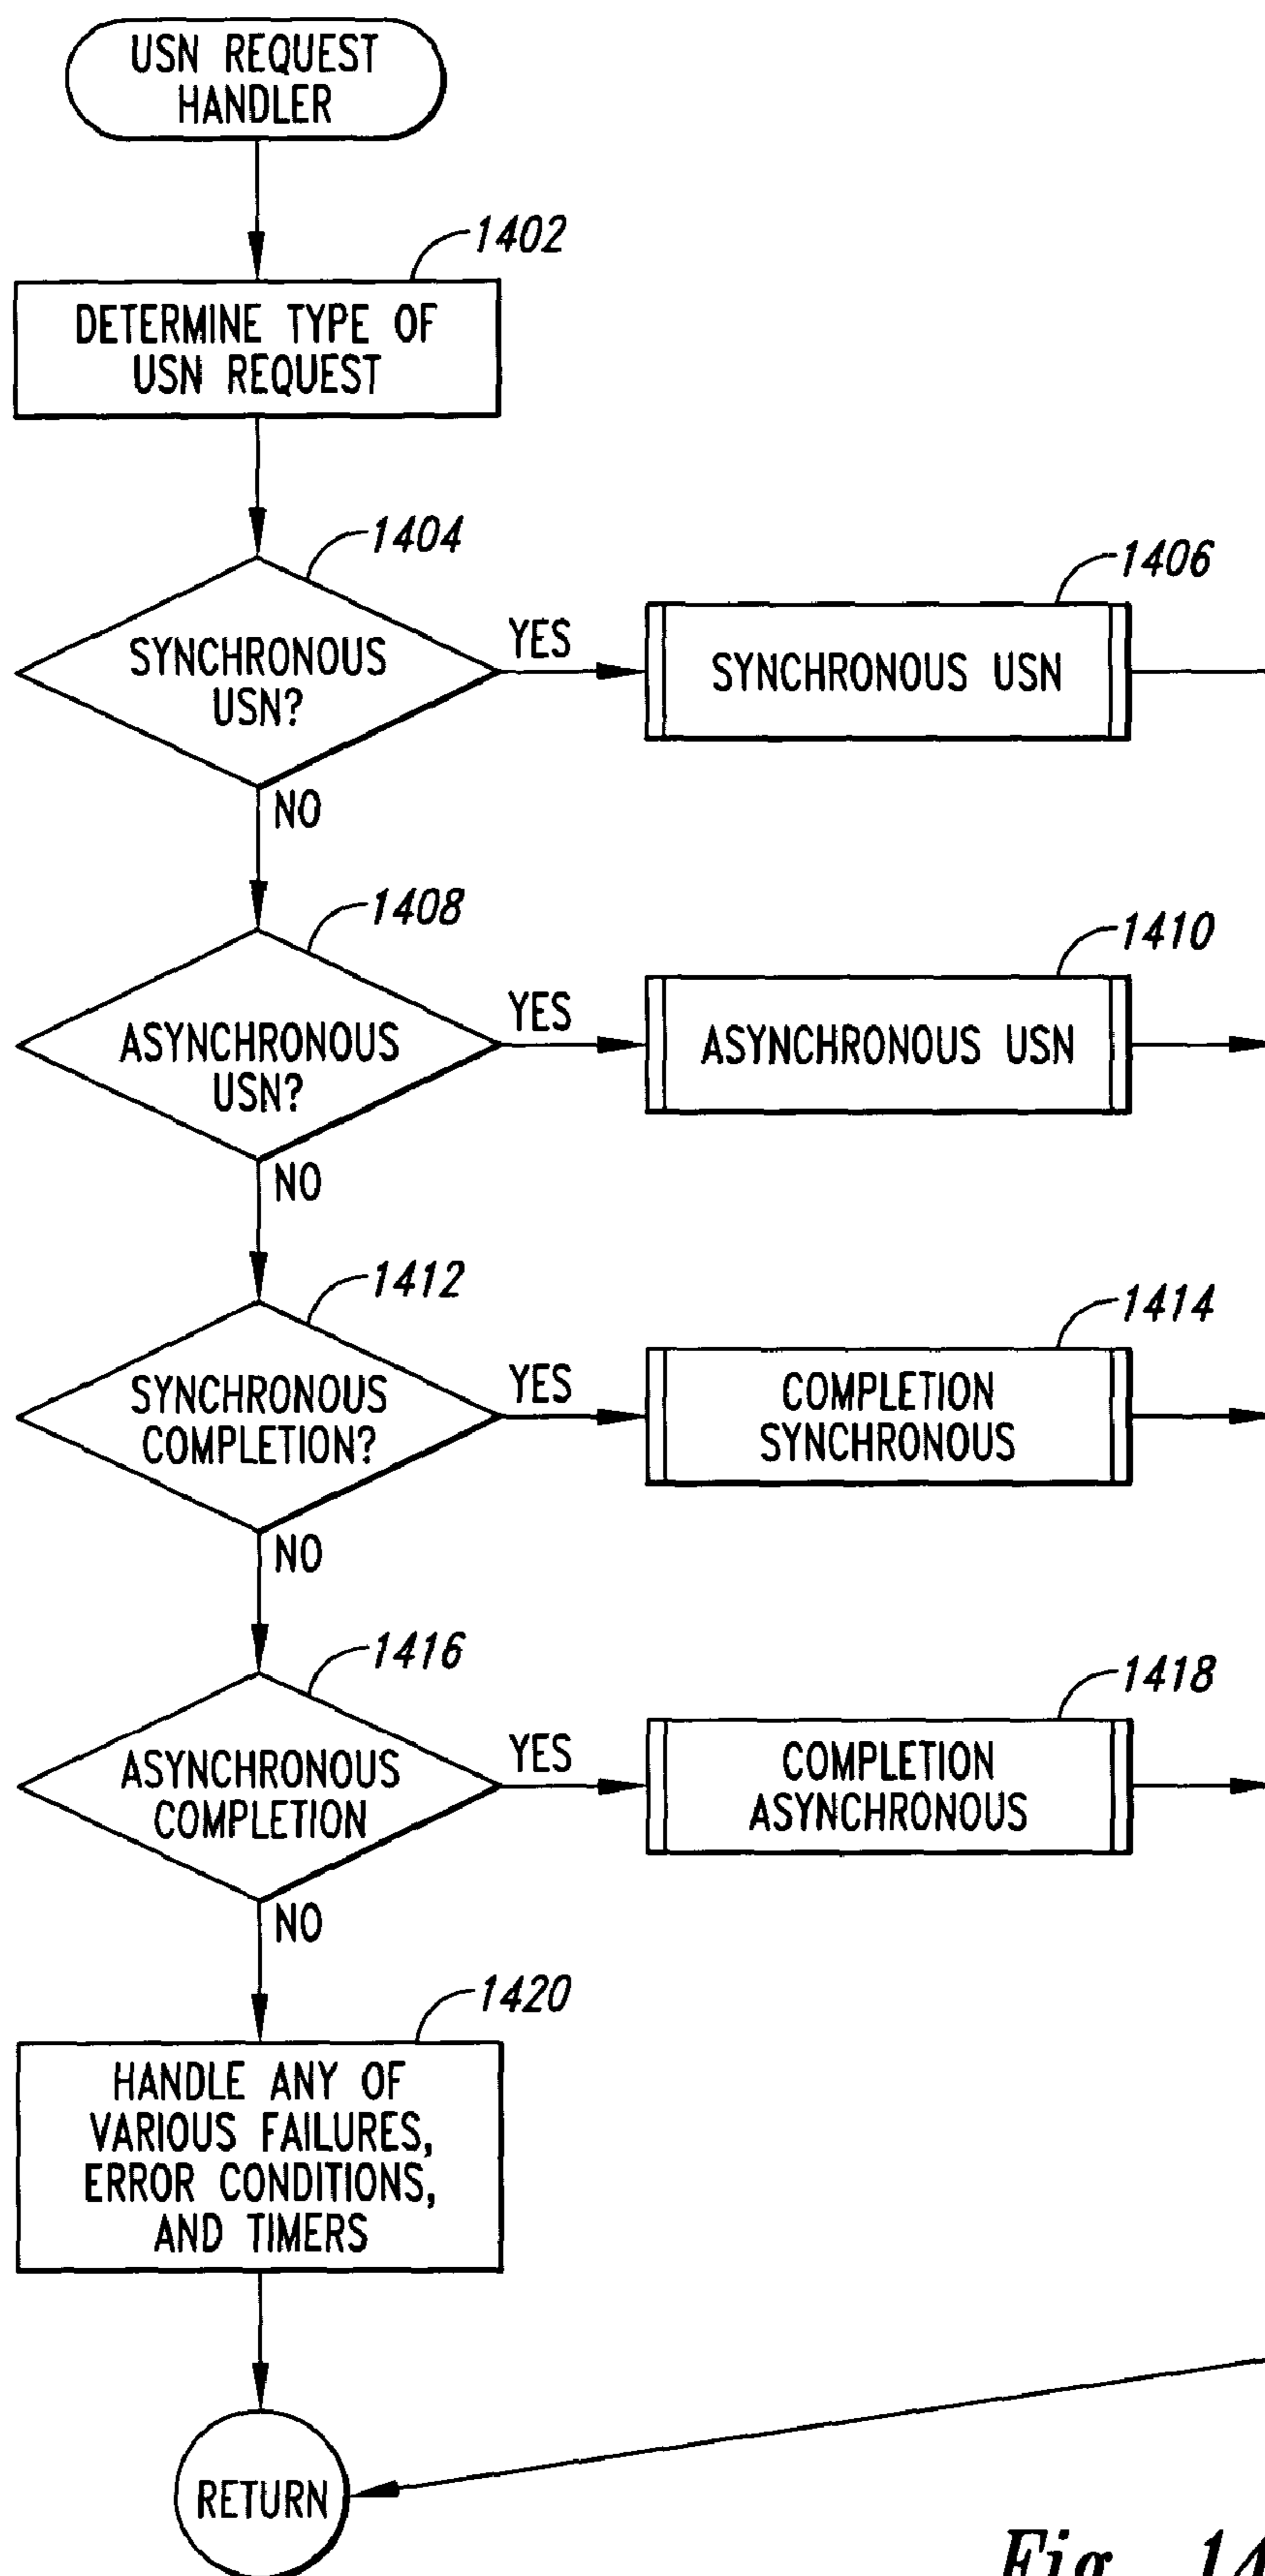 USN REQUEST
HANDLER
1402
DETERMINE TYPE OF
USN REQUEST
1404
SYNCHRONOUS
USN?
YES
1406
SYNCHRONOUS USN
NO
1408
ASYNCHRONOUS
USN?
YES
1410
ASYNCHRONOUS USN
NO
1412
SYNCHRONOUS
COMPLETION?
YES
1414
COMPLETION
SYNCHRONOUS
NO
1416
ASYNCHRONOUS
COMPLETION
YES
1418
COMPLETION
ASYNCHRONOUS
NO
1420
HANDLE ANY OF
VARIOUS FAILURES,
ERROR CONDITIONS,
AND TIMERS
RETURN
Fig. 14